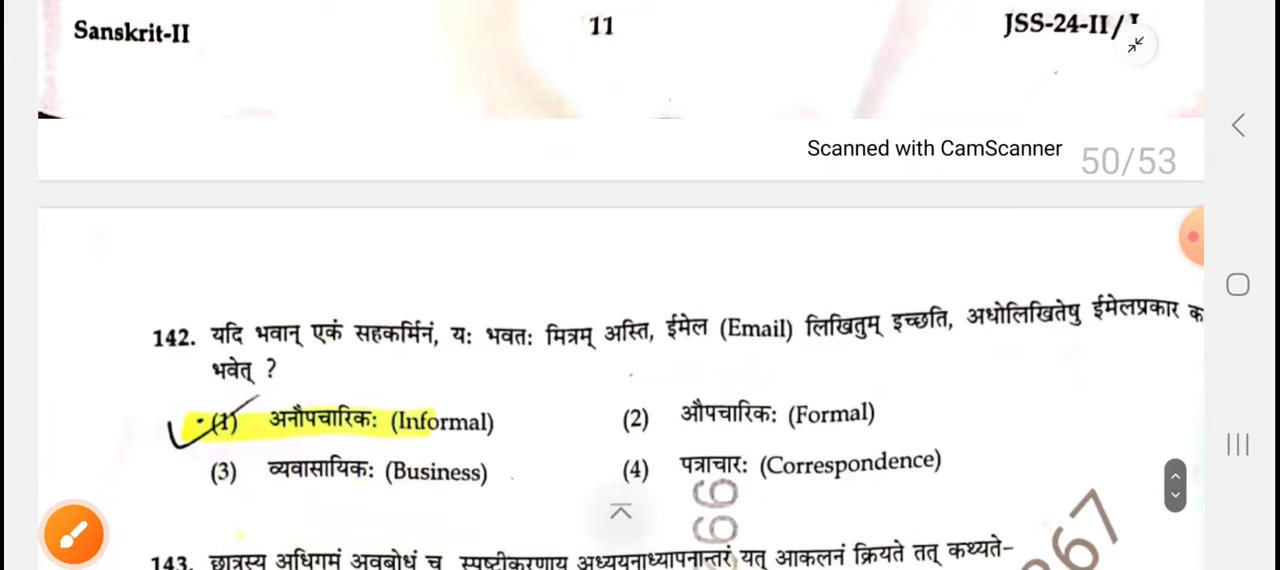 Sanskrit-II 11 JSS-24-II/
Scanned with CamScanner 50/53
142. यदि भवान् एकं सहकर्मिनं, यः भवतः मित्रम् अस्ति, ईमेल (Email) लिखितुम् इच्छति, अधोलिखितेषु ईमेलप्रकार
भवेत् ?
(1) अनौपचारिकः (Informal) (2) औपचारिकः (Formal)
(3) व्यवासायिकः (Business) (4) पत्राचारः (Correspondence)
66
967
143. छात्रस्य अधिगमं अवबोधं च स्पष्टीकरणाय अध्ययनाध्यापनान्तरं यत् आकलनं क्रियते तत् कथ्यते–